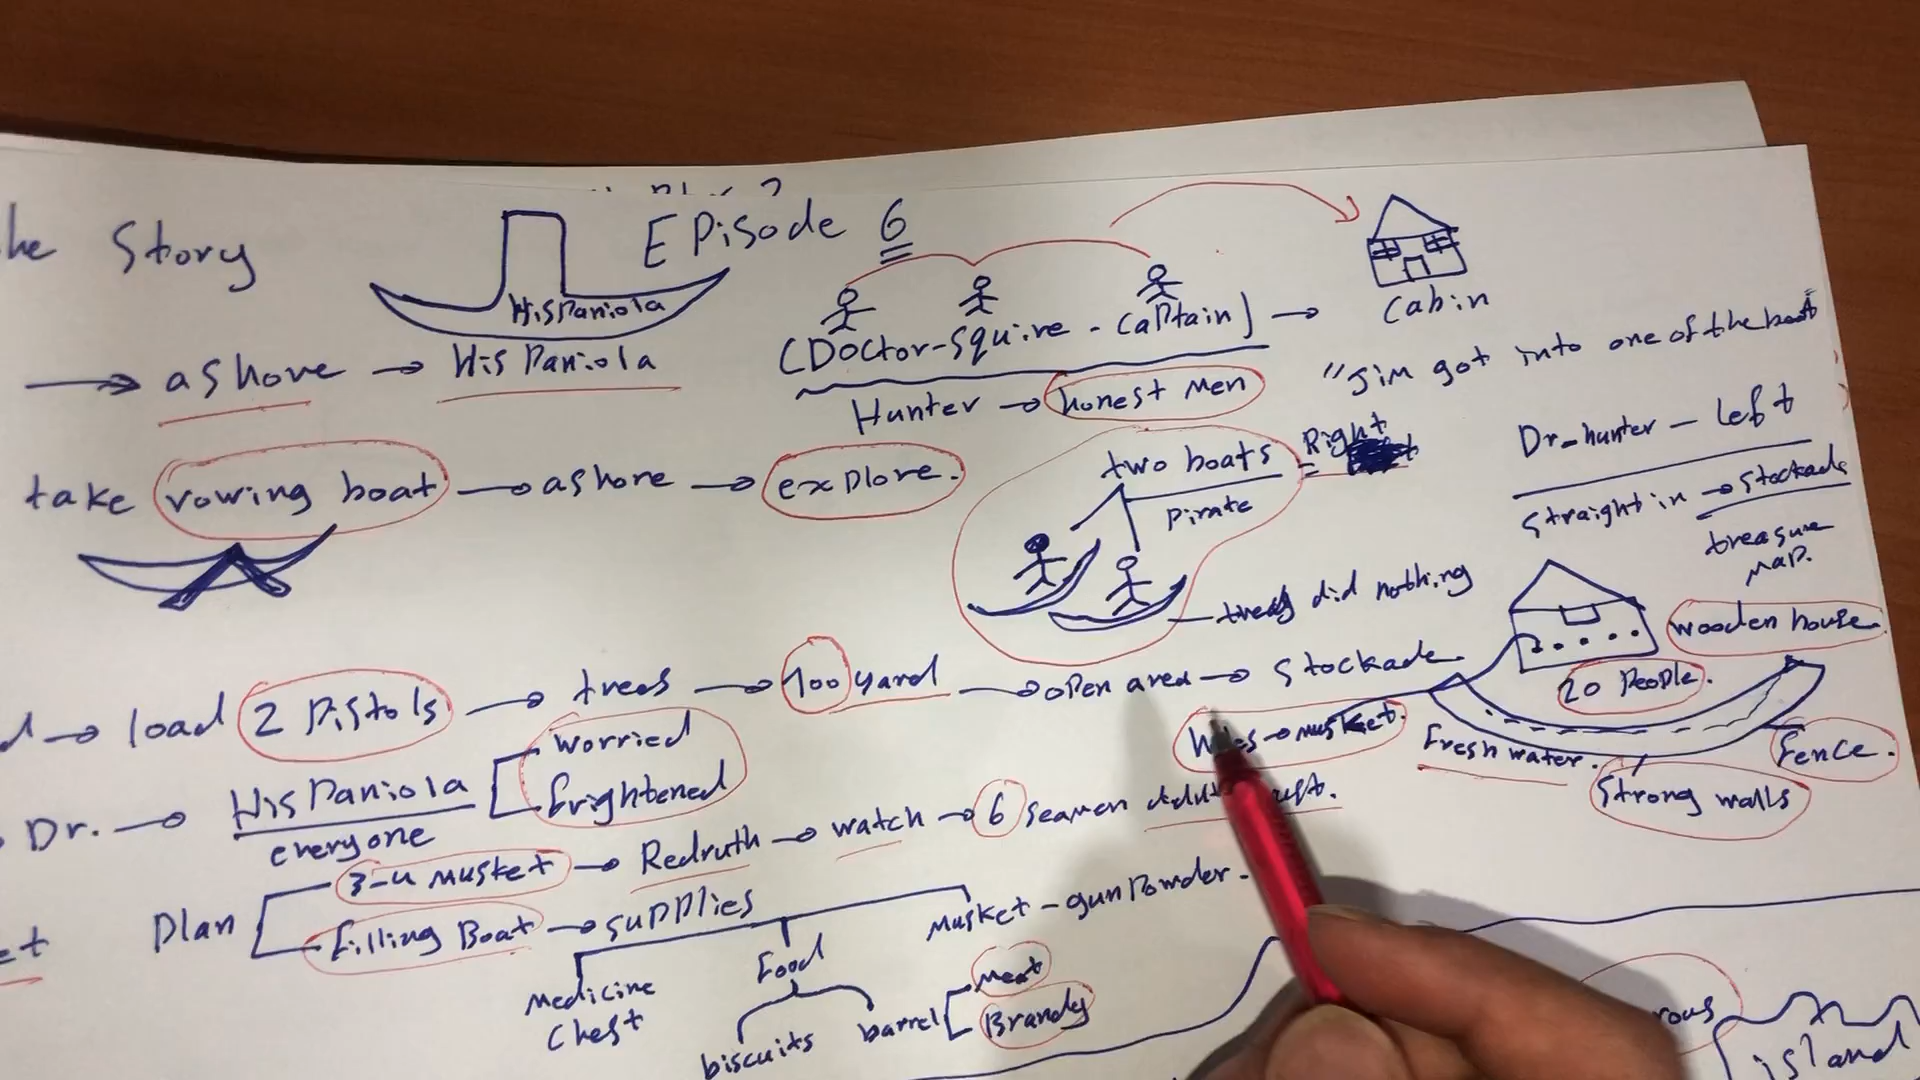 he Story
EPisode 6
HisPaniola
(Doctor-squire - CaPtain) →
Cabin
→ ashore → HisPaniola
Hunter → honest men
"Jim got into one of the boat
take rowing boat → ashore → explore.
two boats
= Right
Pirate
Dr-hunter - Left
straight in → stockade
treasure
map.
did nothing
wooden house.
d → load 2 Pistols → trees → 100 yard → open area → stockade
20 People.
→ musket.
Fresh water.
fence.
Strong walls
Dr. → HisPaniola
everyone
worried
frightened
Plan
3-4 musket → Redruth → watch → 6 seamen
filling Boat → supplies
Medicine
Chest
Food
musket - gunpowder.
biscuits
barrel
Meat
Brandy
et
rous
island